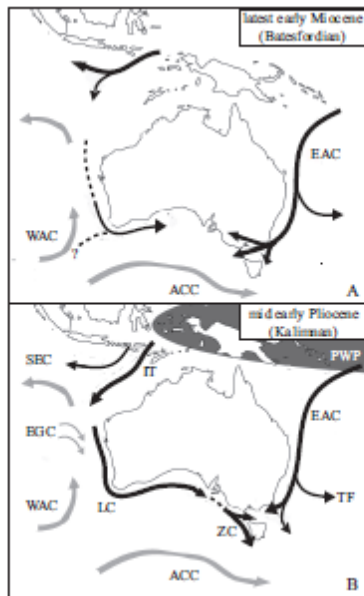 latest early Miocene
(Batesfordian)
EAC
WAC
?
ACC
A
mid early Pliocene
(Kalimnan)
SEC
IT
PWP
EAC
EGC
TF
LC
WAC
ZC
ACC
B